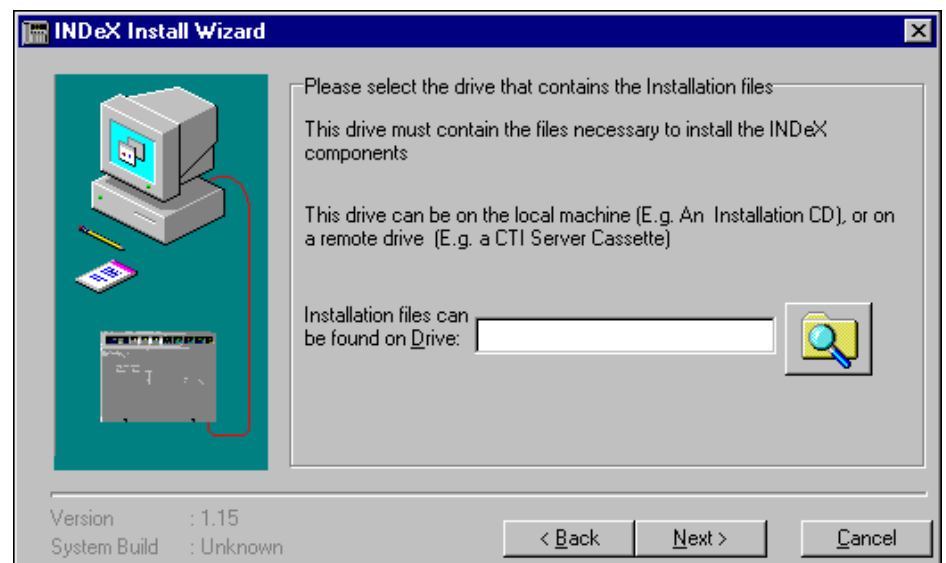 INDeX Install Wizard
Please select the drive that contains the Installation files
This drive must contain the files necessary to install the INDeX
components
This drive can be on the local machine (E.g. An  Installation CD), or on
a remote drive  (E.g. a CTI Server Cassette)
Installation files can
be found on Drive:
Version : 1.15
System Build : Unknown
< Back
Next >
Cancel